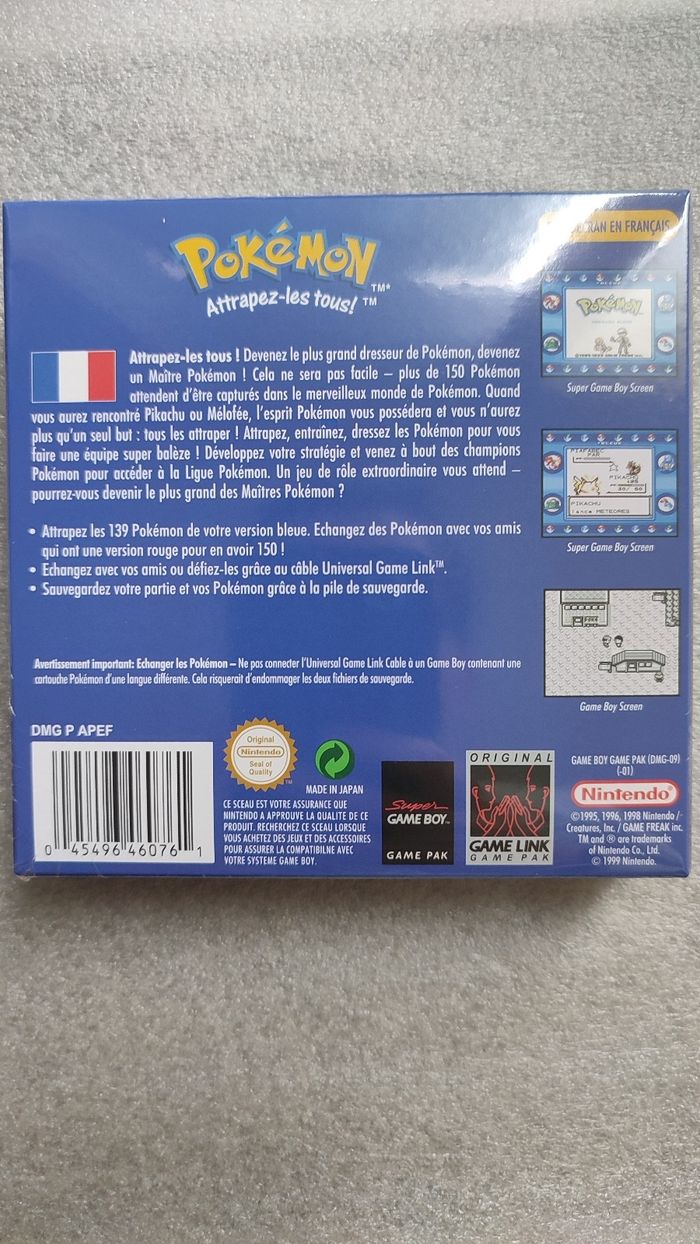 POKéMON
TM*
Attrapez-les tous! TM
CRAN EN FRANÇAIS
Attrapez-les tous ! Devenez le plus grand dresseur de Pokémon, devenez
un Maître Pokémon ! Cela ne sera pas facile – plus de 150 Pokémon
attendent d'être capturés dans le merveilleux monde de Pokémon. Quand
vous aurez rencontré Pikachu ou Mélofée, l'esprit Pokémon vous possédera et vous n'aurez
plus qu'un seul but : tous les attraper ! Attrapez, entraînez, dressez les Pokémon pour vous
faire une équipe super balèze ! Développez votre stratégie et venez à bout des champions
Pokémon pour accéder à la Ligue Pokémon. Un jeu de rôle extraordinaire vous attend –
pourrez-vous devenir le plus grand des Maîtres Pokémon ?
• Attrapez les 139 Pokémon de votre version bleue. Echangez des Pokémon avec vos amis
qui ont une version rouge pour en avoir 150 !
• Echangez avec vos amis ou défiez-les grâce au câble Universal Game Link™.
• Sauvegardez votre partie et vos Pokémon grâce à la pile de sauvegarde.
Avertissement important: Echanger les Pokémon – Ne pas connecter l'Universal Game Link Cable à un Game Boy contenant une
cartouche Pokémon d'une langue différente. Cela risquerait d'endommager les deux fichiers de sauvegarde.
POKéMON
Super Game Boy Screen
PIAFABEC
PIKACHU
30/ 50
PIKACHU
lance METEORES
Super Game Boy Screen
POKE
Game Boy Screen
DMG P APEF
0 45496 46076 1
Original
Nintendo
Seal of
Quality
TM
MADE IN JAPAN
CE SCEAU EST VOTRE ASSURANCE QUE
NINTENDO A APPROUVE LA QUALITE DE CE
PRODUIT. RECHERCHEZ CE SCEAU LORSQUE
VOUS ACHETEZ DES JEUX ET DES ACCESSOIRES
POUR ASSURER LA COMPATIBILNE AVEC
VOTRE SYSTEME GAME BOY.
Super
GAME BOY™
GAME PAK
ORIGINAL
GAME LINK
GAME PAK
GAME BOY GAME PAK (DMG-09)
(-01)
Nintendo®
©1995, 1996, 1998 Nintendo /
Creatures, Inc. / GAME FREAK inc.
TM and ® are trademarks
of Nintendo Co., Ltd.
© 1999 Nintendo.